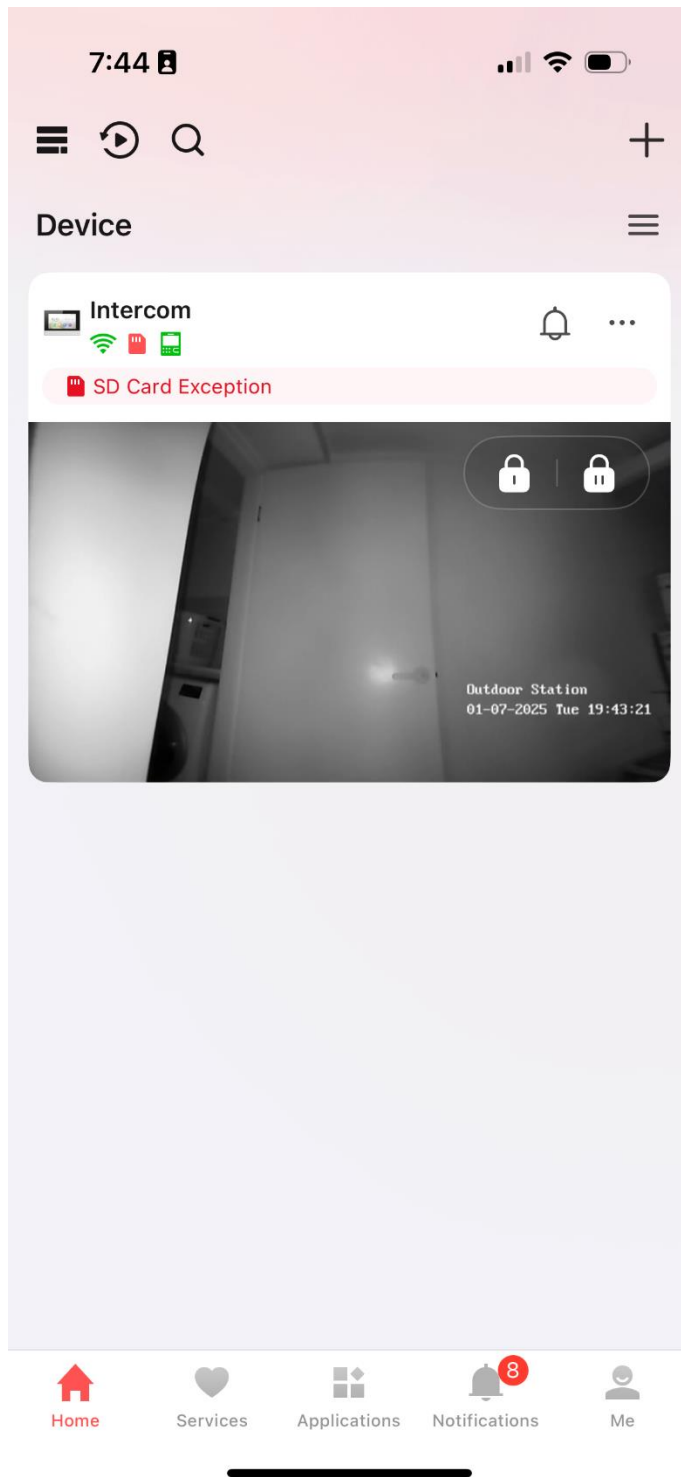 7:44
Device
Intercom
SD Card Exception
Outdoor Station
01-07-2025 Tue 19:43:21
Home
Services
Applications
Notifications
8
Me